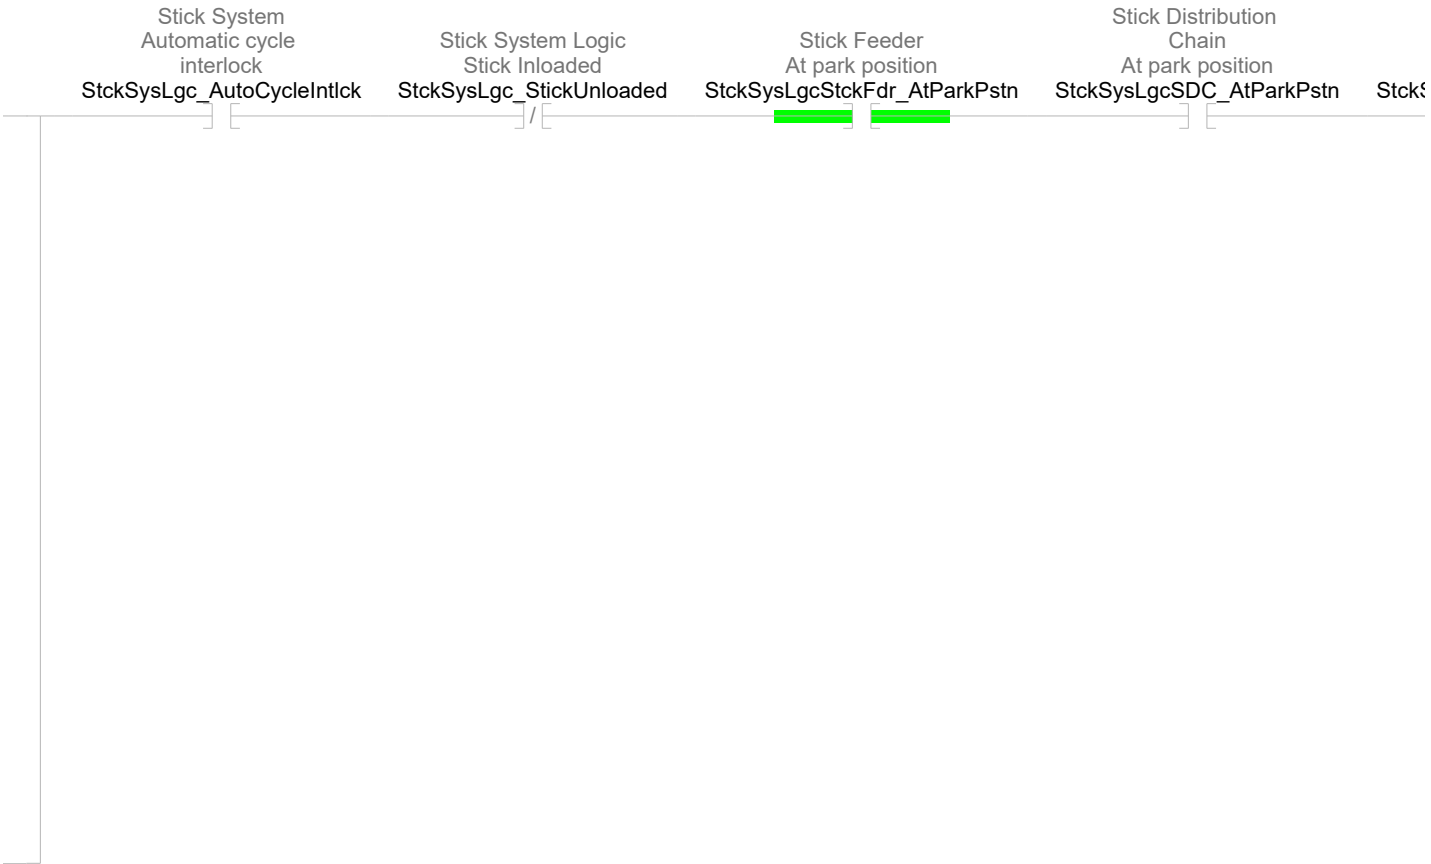 Stick System
Automatic cycle
interlock
StckSysLgc_AutoCycleIntlck
Stick System Logic
Stick Inloaded
StckSysLgc_StickUnloaded
/
Stick Feeder
At park position
StckSysLgcStckFdr_AtParkPstn
Stick Distribution
Chain
At park position
StckSysLgcSDC_AtParkPstn